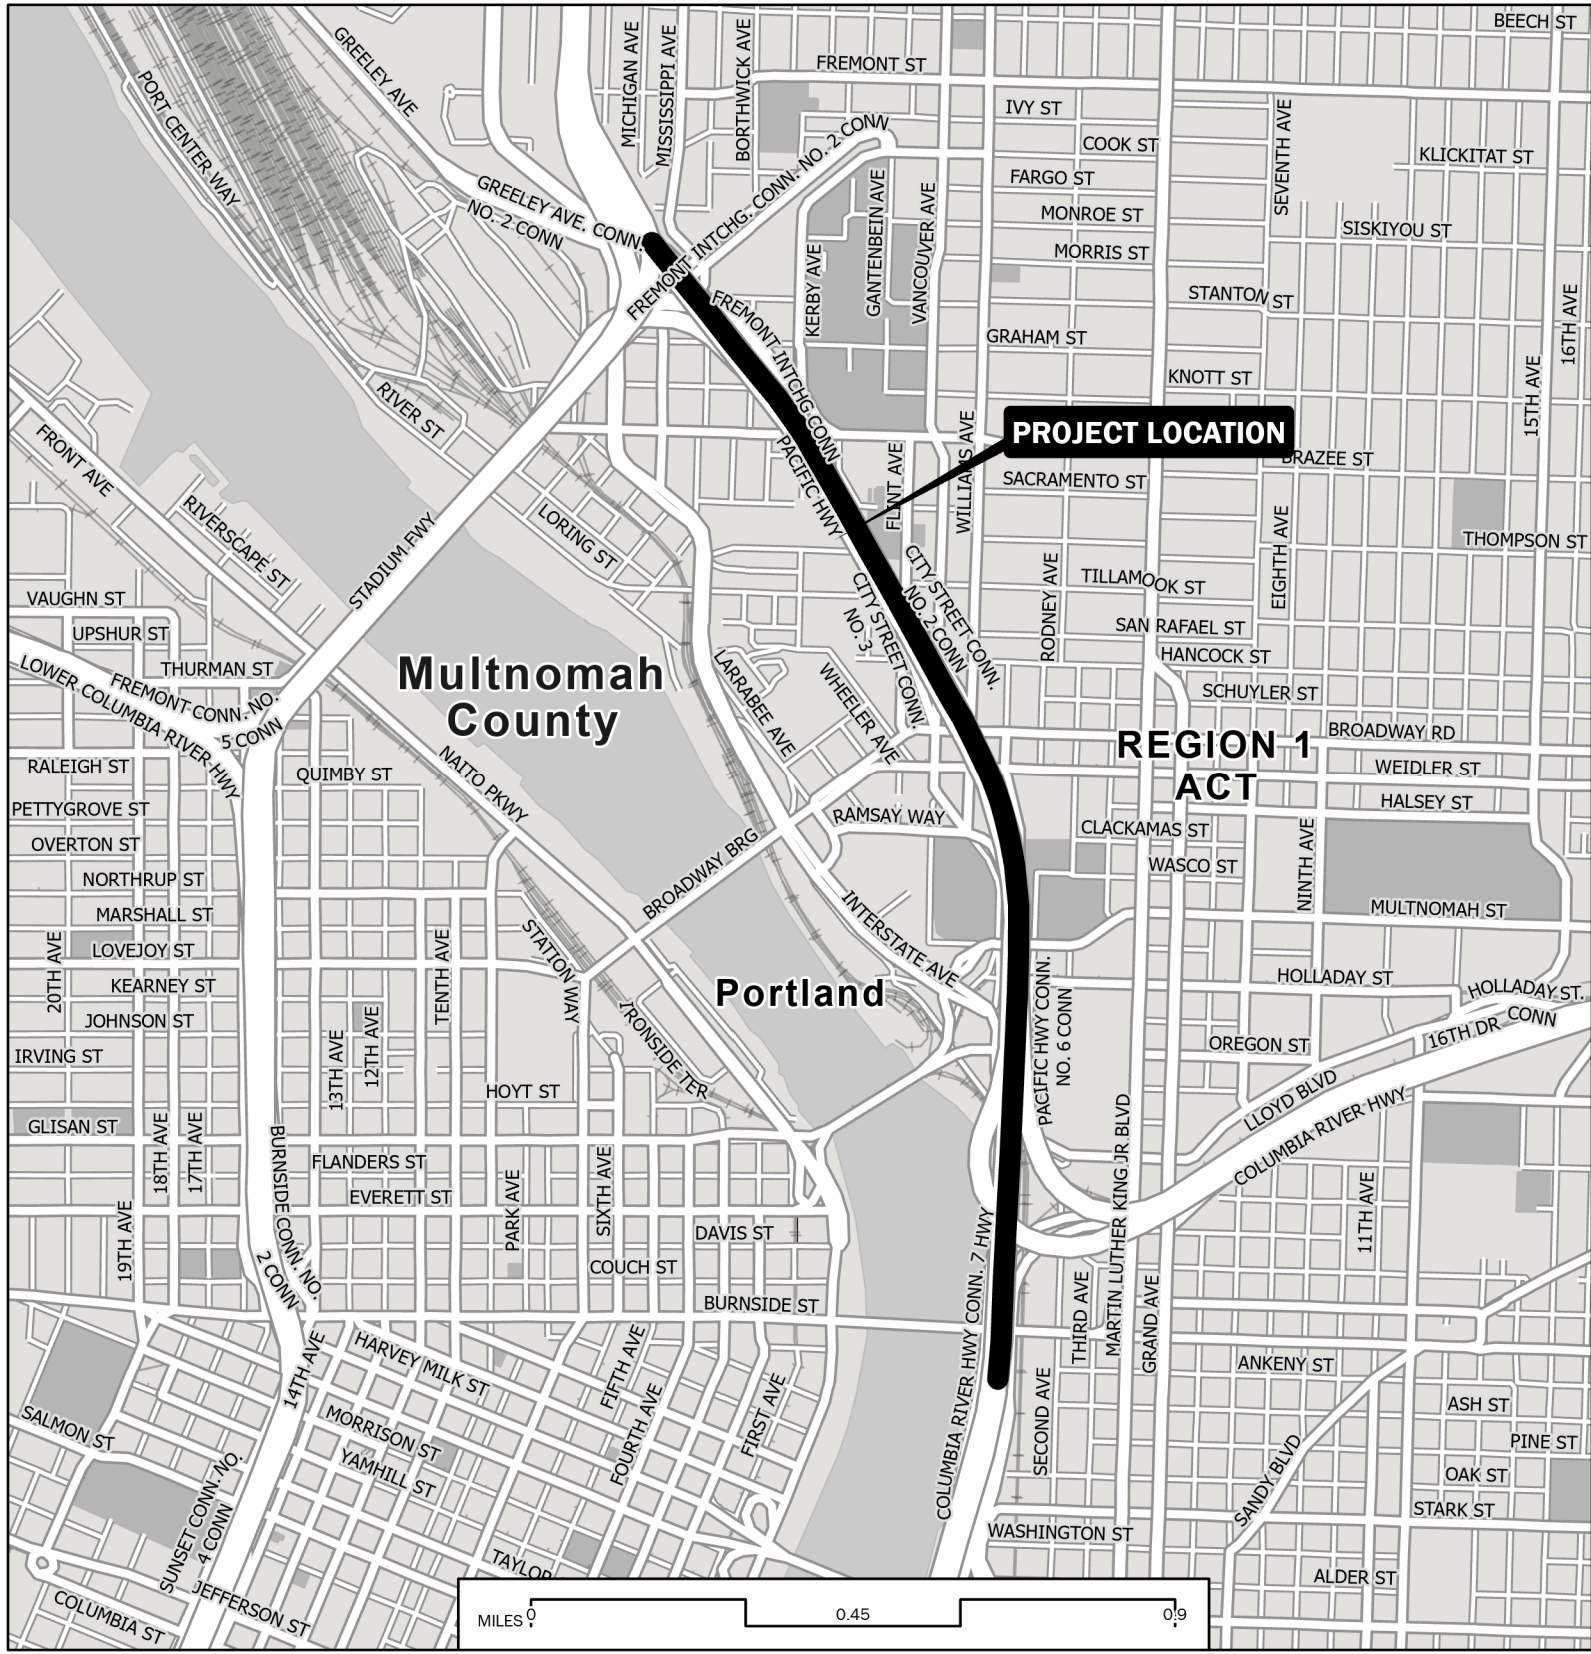 BEECH ST
GREELEY AVE
MICHIGAN AVE
MISSISSIPPI AVE
BORTHWICK AVE
FREMONT ST
PORT CENTER WAY
IVY ST
SEVENTH AVE
COOK ST
KLICKITAT ST
FREMONT INTCHG. CONN. NO. 2 CONN
FARGO ST
GREELEY AVE. CONN.
NO. 2 CONN
GANTENBEIN AVE
VANCOUVER AVE
MONROE ST
SISKIYOU ST
MORRIS ST
KERBY AVE
STANTON ST
16TH AVE
FREMONT INTCHG CONN
GRAHAM ST
KNOTT ST
15TH AVE
RIVER ST
FRONT AVE
PACIFIC HWY
WILLIAMS AVE
PROJECT LOCATION
BRAZEE ST
FLINT AVE
SACRAMENTO ST
RIVERSCAPE ST
LORING ST
STADIUM FWY
EIGHTH AVE
THOMPSON ST
CITY STREET CONN.
NO. 2 CONN
RODNEY AVE
TILLAMOOK ST
VAUGHN ST
CITY STREET CONN.
NO. 3
UPSHUR ST
SAN RAFAEL ST
HANCOCK ST
THURMAN ST
LOWER COLUMBIA RIVER HWY
FREMONT CONN. NO.
5 CONN
Multnomah
County
LARRABEE AVE
WHEELER AVE
SCHUYLER ST
BROADWAY RD
REGION 1
ACT
RALEIGH ST
QUIMBY ST
NAITO PKWY
WEIDLER ST
PETTYGROVE ST
HALSEY ST
RAMSAY WAY
CLACKAMAS ST
OVERTON ST
BROADWAY BRG
WASCO ST
NINTH AVE
NORTHRUP ST
MARSHALL ST
MULTNOMAH ST
20TH AVE
LOVEJOY ST
TENTH AVE
STATION WAY
INTERSTATE AVE
KEARNEY ST
Portland
HOLLADAY ST
HOLLADAY ST.
CONN
JOHNSON ST
IRONSIDE TER
PACIFIC HWY CONN.
NO. 6 CONN
16TH DR
IRVING ST
13TH AVE
12TH AVE
OREGON ST
HOYT ST
LLOYD BLVD
GLISAN ST
18TH AVE
17TH AVE
COLUMBIA RIVER HWY
BURNSIDE CONN. NO.
2 CONN
FLANDERS ST
EVERETT ST
PARK AVE
SIXTH AVE
MARTIN LUTHER KING JR BLVD
11TH AVE
19TH AVE
DAVIS ST
COUCH ST
COLUMBIA RIVER HWY CONN. 7 HWY
THIRD AVE
GRAND AVE
BURNSIDE ST
14TH AVE
HARVEY MILK ST
FIFTH AVE
FOURTH AVE
FIRST AVE
SECOND AVE
ANKENY ST
ASH ST
SALMON ST
MORRISON ST
PINE ST
YAMHILL ST
SANDY BLVD
OAK ST
STARK ST
SUNSET CONN. NO.
4 CONN
WASHINGTON ST
TAYLOR
ALDER ST
JEFFERSON ST
COLUMBIA ST
MILES
0
0.45
0.9